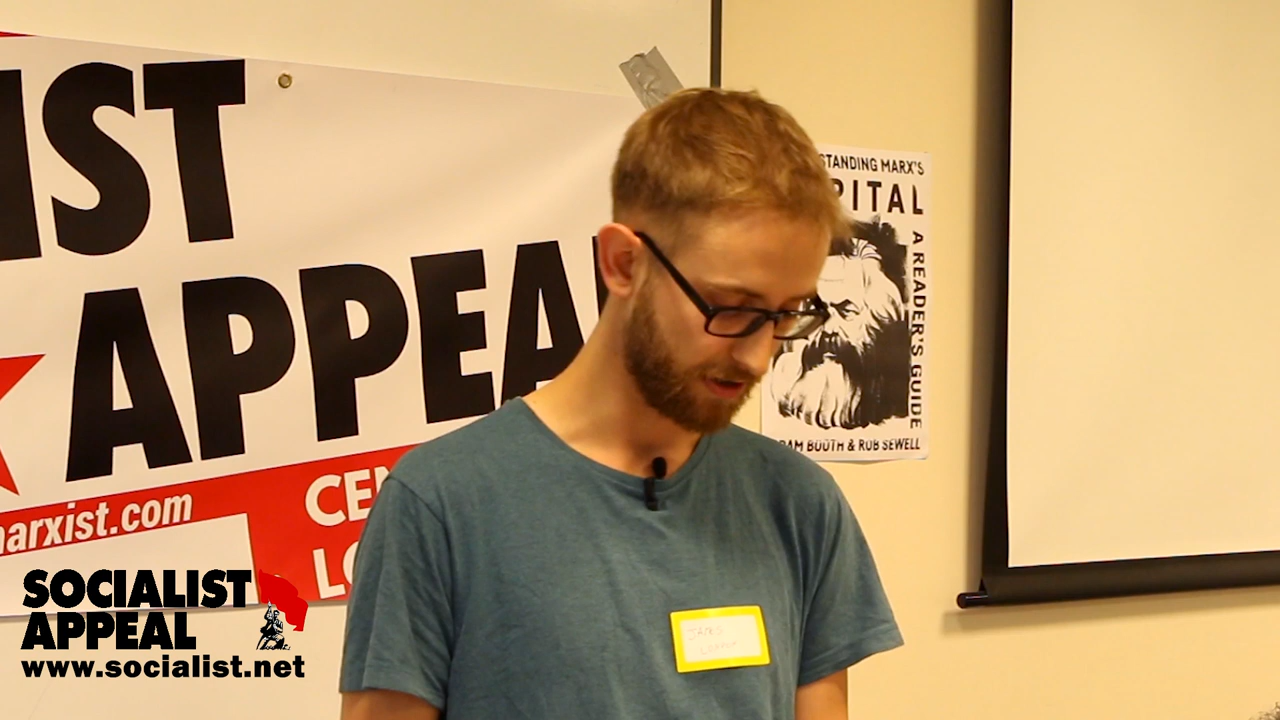 IST
APPEAL
marxist.com
CEN
LO
STANDING MARX'S
PITAL
A READER'S GUIDE
DAM BOOTH & ROB SEWELL
JAMES
SOCIALIST
APPEAL
www.socialist.net